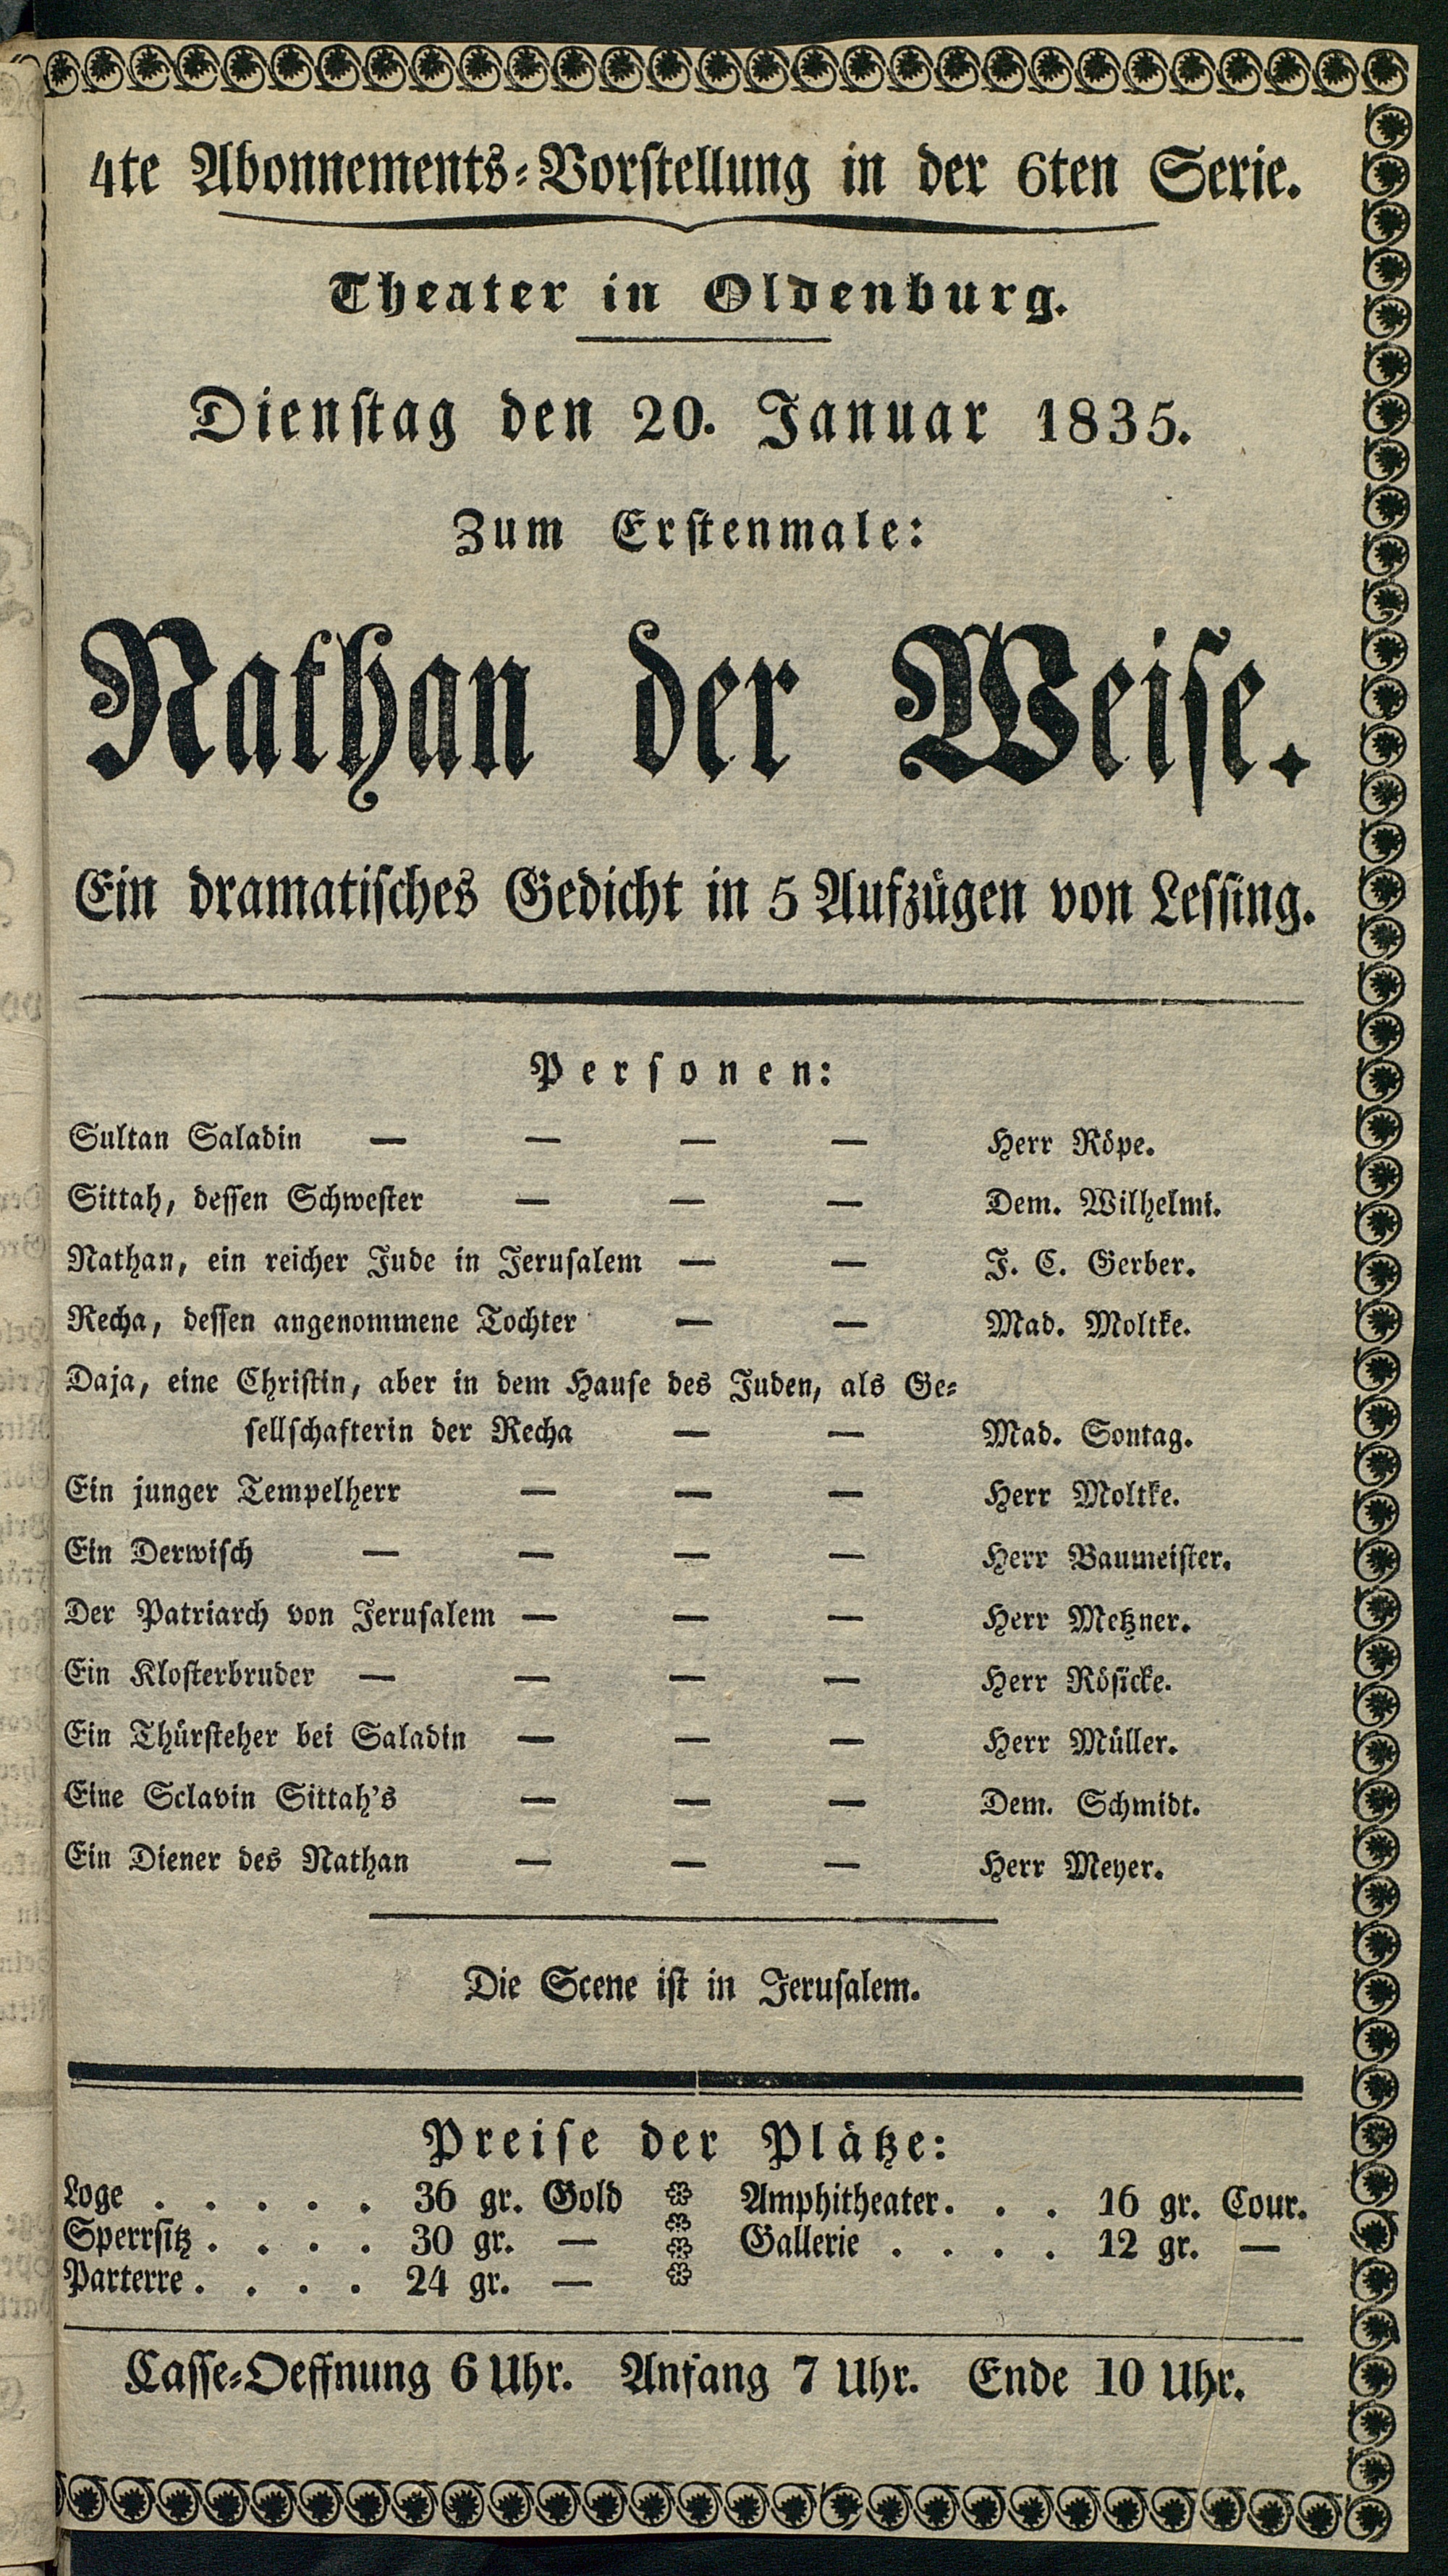 4te Abonnements-Vorstellung in der 6ten Serie.
Theater in Oldenburg.
Dienstag den 20. Januar 1835.
Zum Erstenmale:
Nathan der Weise.
Ein dramatisches Gedicht in 5 Aufzügen von Lessing.
Personen:
Sultan Saladin — — — — Herr Röpe.
Sittah, dessen Schwester — — — Dem. Wilhelmi.
Nathan, ein reicher Jude in Jerusalem — — J. C. Gerber.
Recha, dessen angenommene Tochter — — Mad. Moltke.
Daja, eine Christin, aber in dem Hause des Juden, als Ge-
sellschafterin der Recha — — Mad. Sontag.
Ein junger Tempelherr — — — Herr Moltke.
Ein Derwisch — — — — Herr Baumeister.
Der Patriarch von Jerusalem — — — Herr Metzner.
Ein Klosterbruder — — — — Herr Rösicke.
Ein Thürsteher bei Saladin — — — Herr Müller.
Eine Sclavin Sittah's — — — Dem. Schmidt.
Ein Diener des Nathan — — — Herr Meyer.
Die Scene ist in Jerusalem.
Preise der Plätze:
Loge . . . . . 36 gr. Gold Amphitheater. . . 16 gr. Cour.
Sperrsitz . . . . 30 gr. — Gallerie . . . . 12 gr. —
Parterre . . . . 24 gr. —
Casse-Oeffnung 6 Uhr. Anfang 7 Uhr. Ende 10 Uhr.